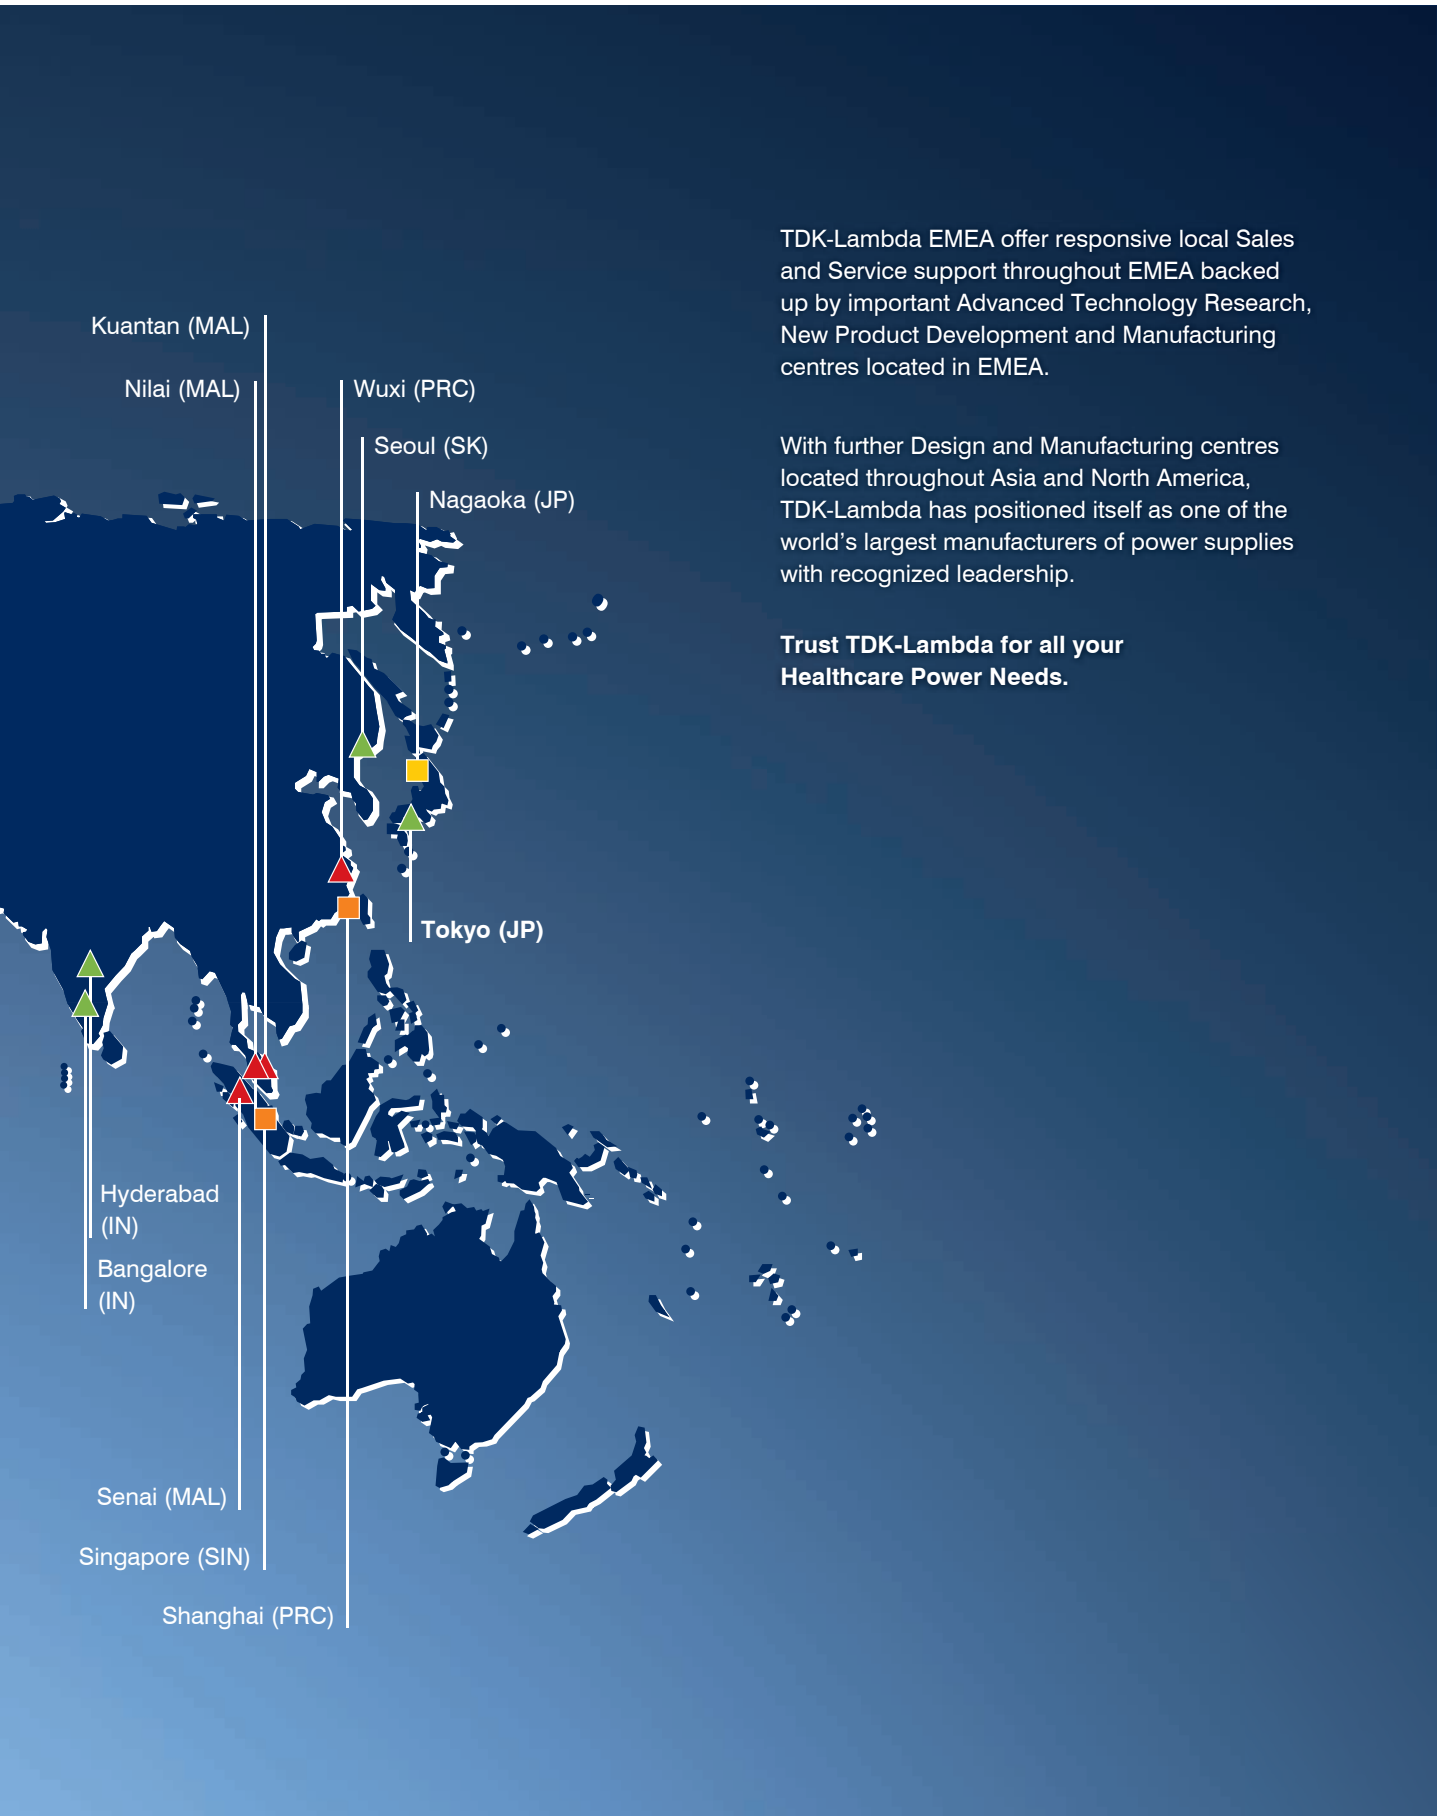 TDK-Lambda EMEA offer responsive local Sales
and Service support throughout EMEA backed
up by important Advanced Technology Research,
New Product Development and Manufacturing
centres located in EMEA.
With further Design and Manufacturing centres
located throughout Asia and North America,
TDK-Lambda has positioned itself as one of the
world's largest manufacturers of power supplies
with recognized leadership.
Trust TDK-Lambda for all your
Healthcare Power Needs.
Kuantan (MAL)
Nilai (MAL)
Wuxi (PRC)
Seoul (SK)
Nagaoka (JP)
Tokyo (JP)
Hyderabad
(IN)
Bangalore
(IN)
Senai (MAL)
Singapore (SIN)
Shanghai (PRC)